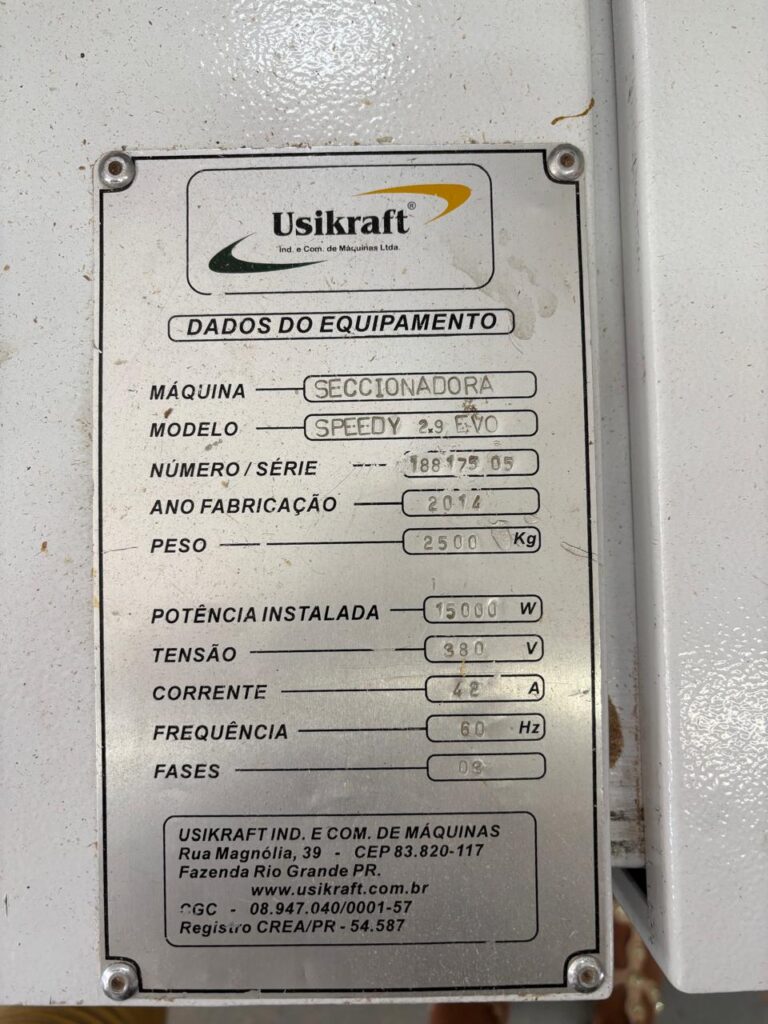 Usikraft®
Ind. e Com. de Máquinas Ltda.
DADOS DO EQUIPAMENTO
MÁQUINA SECCIONADORA
MODELO SPEEDY 2.9 EVO
NÚMERO / SÉRIE 188175 05
ANO FABRICAÇÃO 2014
PESO 2500 Kg
POTÊNCIA INSTALADA 15000 W
TENSÃO 380 V
CORRENTE 42 A
FREQUÊNCIA 60 Hz
FASES 03
USIKRAFT IND. E COM. DE MÁQUINAS
Rua Magnólia, 39 - CEP 83.820-117
Fazenda Rio Grande PR.
www.usikraft.com.br
CGC - 08.947.040/0001-57
Registro CREA/PR - 54.587